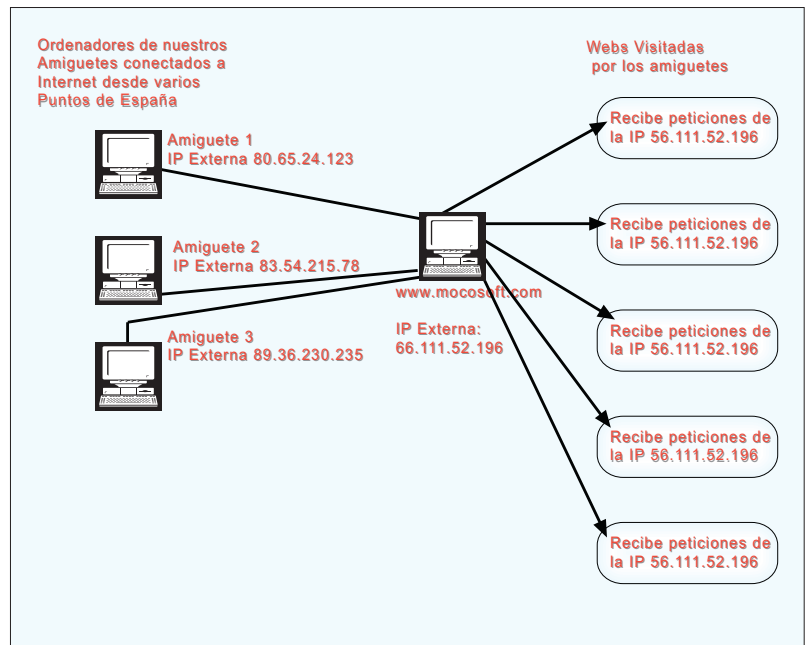 Ordenadores de nuestros
Amiguetes conectados a
Internet desde varios
Puntos de España
Webs Visitadas
por los amiguetes
Amiguete 1
IP Externa 80.65.24.123
Amiguete 2
IP Externa 83.54.215.78
Amiguete 3
IP Externa 89.36.230.235
www.mocosoft.com
IP Externa:
66.111.52.196
Recibe peticiones de
la IP 56.111.52.196
Recibe peticiones de
la IP 56.111.52.196
Recibe peticiones de
la IP 56.111.52.196
Recibe peticiones de
la IP 56.111.52.196
Recibe peticiones de
la IP 56.111.52.196